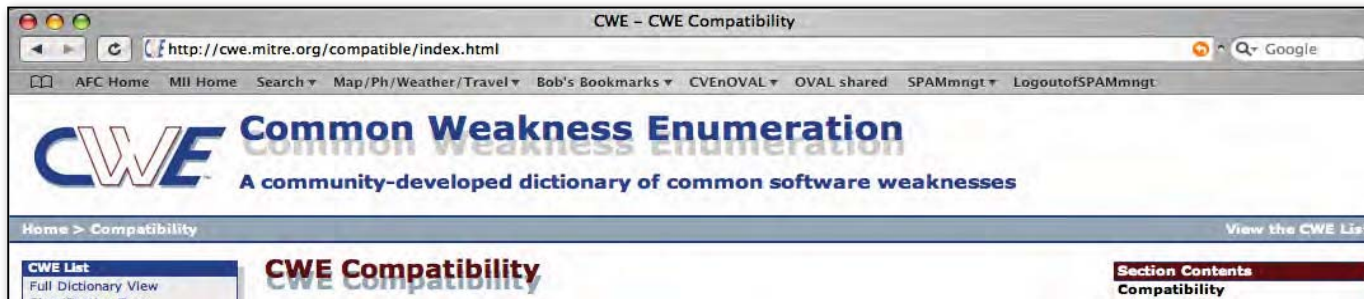 CWE – CWE Compatibility
http://cwe.mitre.org/compatible/index.html
Google
AFC Home MII Home Search Map/Ph/Weather/Travel Bob's Bookmarks CVEnOVAL OVAL shared SPAMmngt LogoutofSPAMmngt
CWE
Common Weakness Enumeration
A community-developed dictionary of common software weaknesses
Home > Compatibility
View the CWE List
CWE List
Full Dictionary View
CWE Compatibility
Section Contents
Compatibility